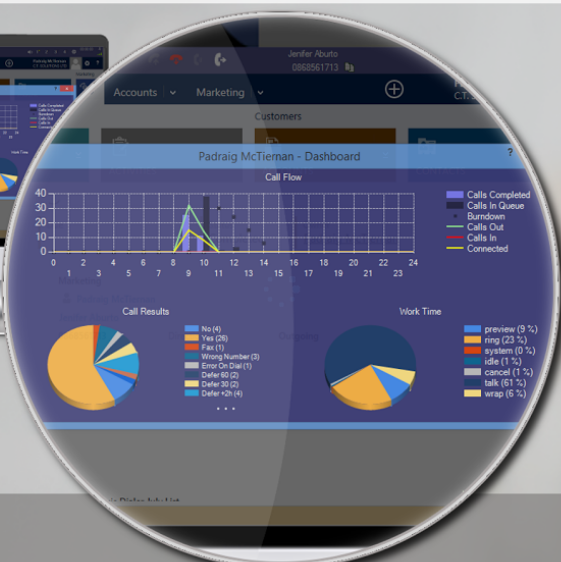 Jenifer Aburto
0868561713
Accounts
Marketing
Customers
Padraig McTiernan - Dashboard
?
Call Flow
40
30
20
10
0
0 2 4 6 8 10 12 14 16 18 20 22 24
1 3 5 7 9 11 13 15 17 19 21 23
Calls Completed
Calls In Queue
Burndown
Calls Out
Calls In
Connected
Call Results
No (4)
Yes (26)
Fax (1)
Wrong Number (3)
Error On Dial (1)
Defer 60 (2)
Defer 30 (2)
Defer +2h (4)
...
Work Time
preview (9 %)
ring (23 %)
system (0 %)
idle (1 %)
cancel (1 %)
talk (61 %)
wrap (6 %)